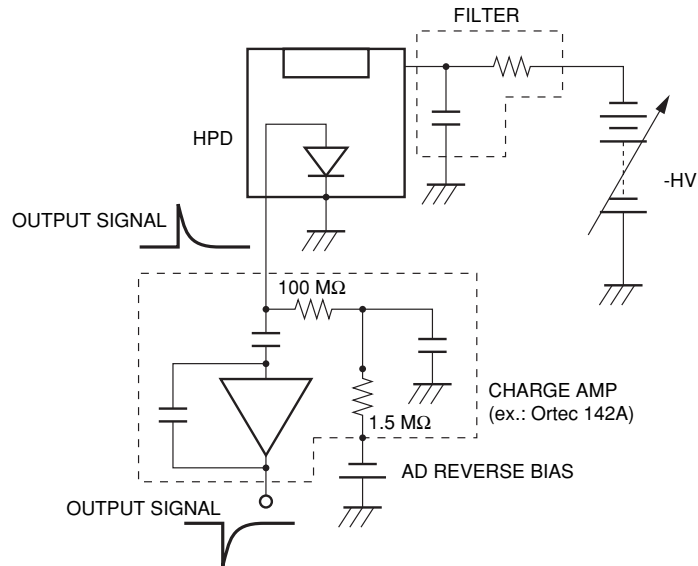 FILTER
HPD
-HV
OUTPUT SIGNAL
100 MΩ
CHARGE AMP
(ex.: Ortec 142A)
1.5 MΩ
AD REVERSE BIAS
OUTPUT SIGNAL